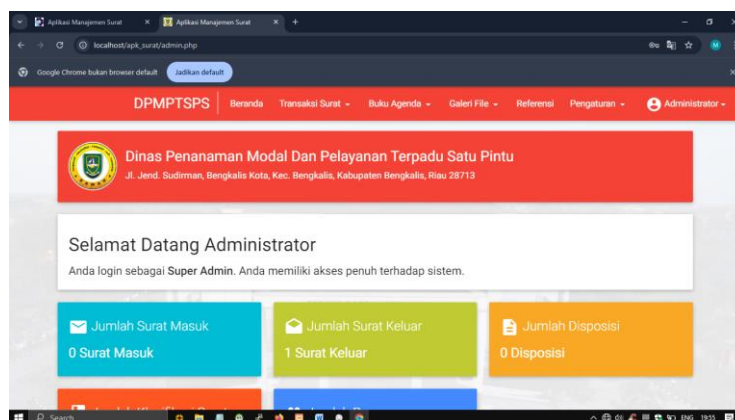 Aplikasi Manajemen Surat
Aplikasi Manajemen Surat
localhost/apk_surat/admin.php
Google Chrome bukan browser default
Jadikan default
DPMPTSPS
Beranda
Transaksi Surat
Buku Agenda
Galeri File
Referensi
Pengaturan
Administrator
Dinas Penanaman Modal Dan Pelayanan Terpadu Satu Pintu
Jl. Jend. Sudirman, Bengkalis Kota, Kec. Bengkalis, Kabupaten Bengkalis, Riau 28713
Selamat Datang Administrator
Anda login sebagai Super Admin. Anda memiliki akses penuh terhadap sistem.
Jumlah Surat Masuk
0 Surat Masuk
Jumlah Surat Keluar
1 Surat Keluar
Jumlah Disposisi
0 Disposisi
Search
ENG
1955